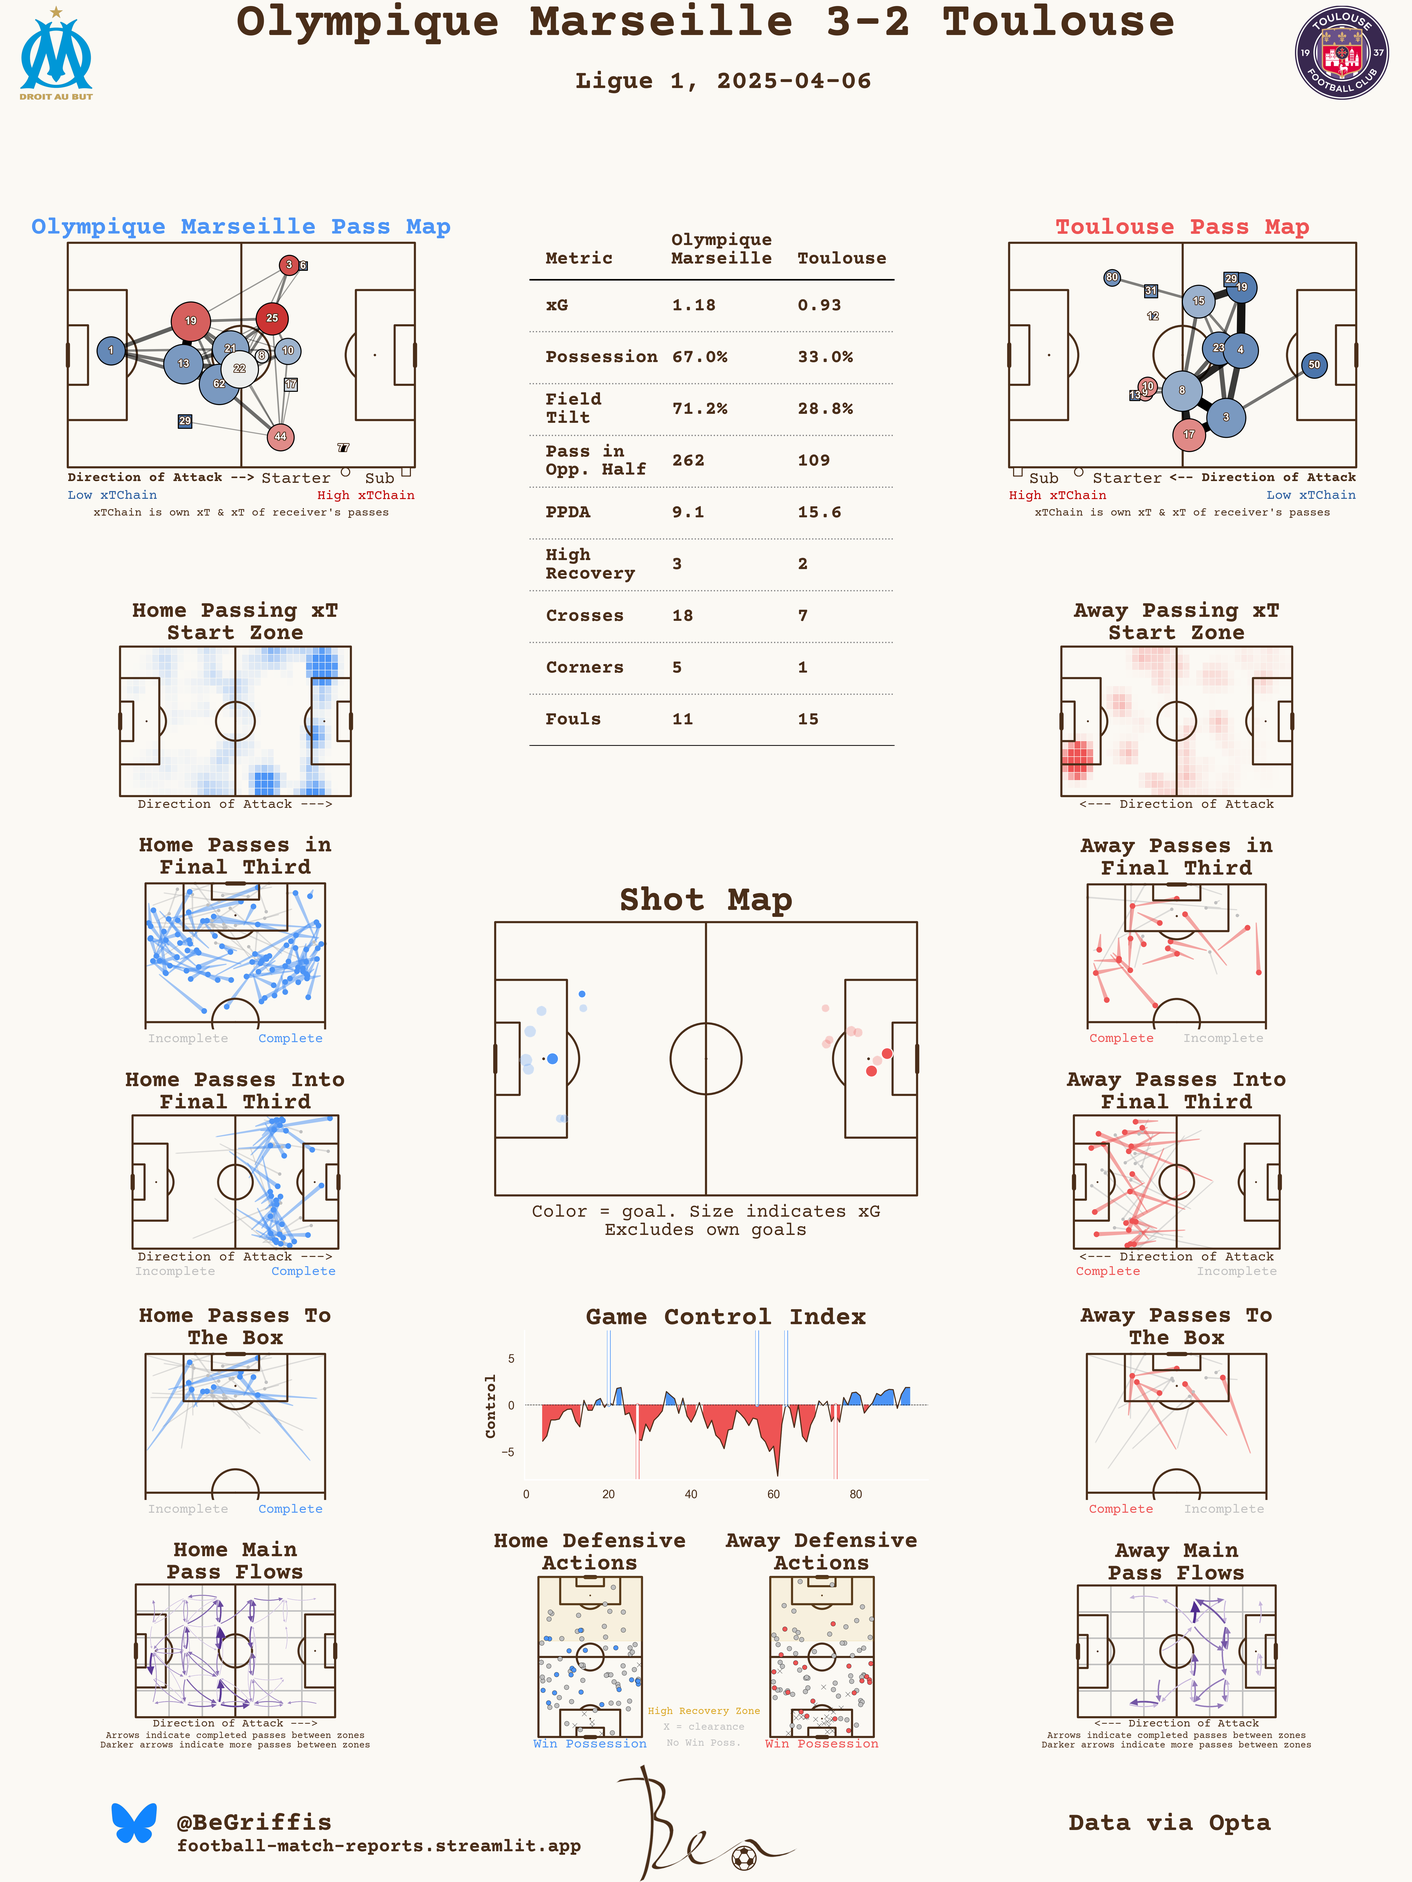 Olympique Marseille 3-2 Toulouse
Ligue 1, 2025-04-06
DROIT AU BUT
TOULOUSE
19 37
FOOTBALL CLUB
Olympique Marseille Pass Map
3 6
19 25
1 13 21 8 10
22
62 17
29
44
77
Direction of Attack --> Starter Sub
Low xTChain High xTChain
xTChain is own xT & xT of receiver's passes
Metric Olympique Marseille Toulouse
xG 1.18 0.93
Possession 67.0% 33.0%
Field Tilt 71.2% 28.8%
Pass in Opp. Half 262 109
PPDA 9.1 15.6
High Recovery 3 2
Crosses 18 7
Corners 5 1
Fouls 11 15
Toulouse Pass Map
80 31 29 19
15
12
23 4
50
10
13 9 8
3
17
Sub Starter <-- Direction of Attack
High xTChain Low xTChain
xTChain is own xT & xT of receiver's passes
Home Passing xT
Start Zone
Direction of Attack --->
Away Passing xT
Start Zone
<--- Direction of Attack
Home Passes in
Final Third
Incomplete Complete
Away Passes in
Final Third
Complete Incomplete
Shot Map
Color = goal. Size indicates xG
Excludes own goals
Home Passes Into
Final Third
Direction of Attack --->
Incomplete Complete
Away Passes Into
Final Third
<--- Direction of Attack
Complete Incomplete
Home Passes To
The Box
Incomplete Complete
Game Control Index
Control
5
0
−5
0 20 40 60 80
Away Passes To
The Box
Complete Incomplete
Home Main
Pass Flows
Direction of Attack --->
Arrows indicate completed passes between zones
Darker arrows indicate more passes between zones
Home Defensive
Actions
Win Possession
Away Defensive
Actions
Win Possession
High Recovery Zone
X = clearance
No Win Poss.
Away Main
Pass Flows
<--- Direction of Attack
Arrows indicate completed passes between zones
Darker arrows indicate more passes between zones
@BeGriffis
football-match-reports.streamlit.app
Ben
Data via Opta